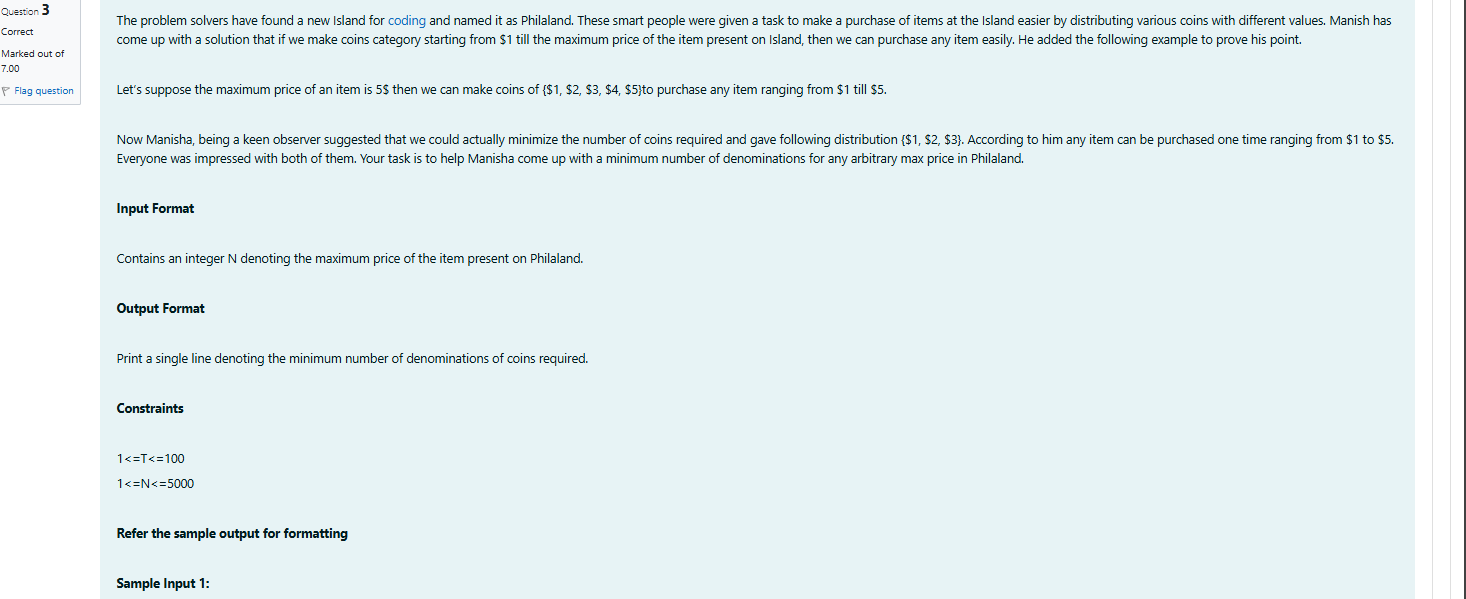 Question 3
Correct
Marked out of
7.00
Flag question
The problem solvers have found a new Island for coding and named it as Philaland. These smart people were given a task to make a purchase of items at the Island easier by distributing various coins with different values. Manish has
come up with a solution that if we make coins category starting from $1 till the maximum price of the item present on Island, then we can purchase any item easily. He added the following example to prove his point.
Let's suppose the maximum price of an item is 5$ then we can make coins of {$1, $2, $3, $4, $5}to purchase any item ranging from $1 till $5.
Now Manisha, being a keen observer suggested that we could actually minimize the number of coins required and gave following distribution {$1, $2, $3}. According to him any item can be purchased one time ranging from $1 to $5.
Everyone was impressed with both of them. Your task is to help Manisha come up with a minimum number of denominations for any arbitrary max price in Philaland.
Input Format
Contains an integer N denoting the maximum price of the item present on Philaland.
Output Format
Print a single line denoting the minimum number of denominations of coins required.
Constraints
1<=T<=100
1<=N<=5000
Refer the sample output for formatting
Sample Input 1: